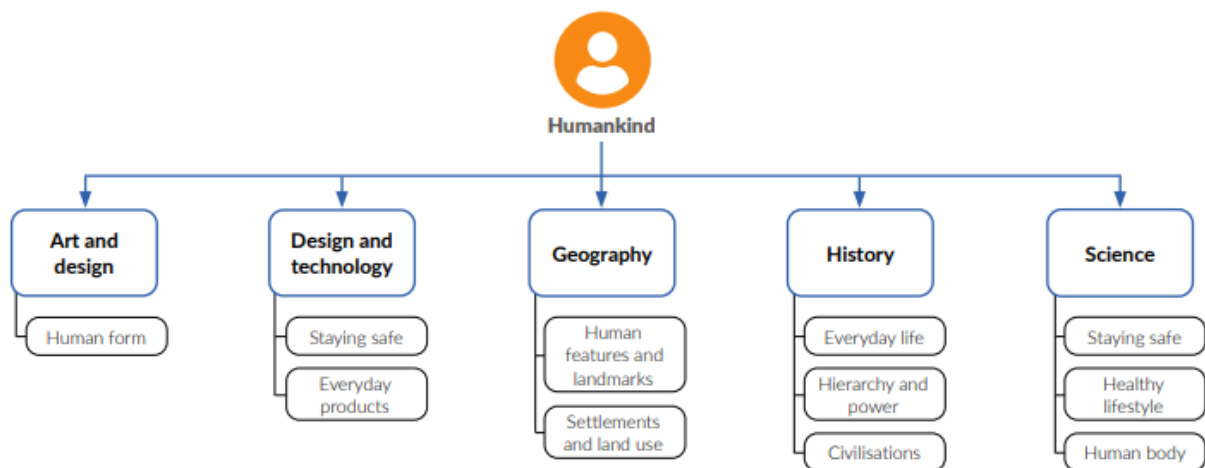 Humankind
Art and
design
Human form
Design and
technology
Staying safe
Everyday
products
Geography
Human
features and
landmarks
Settlements
and land use
History
Everyday life
Hierarchy and
power
Civilisations
Science
Staying safe
Healthy
lifestyle
Human body